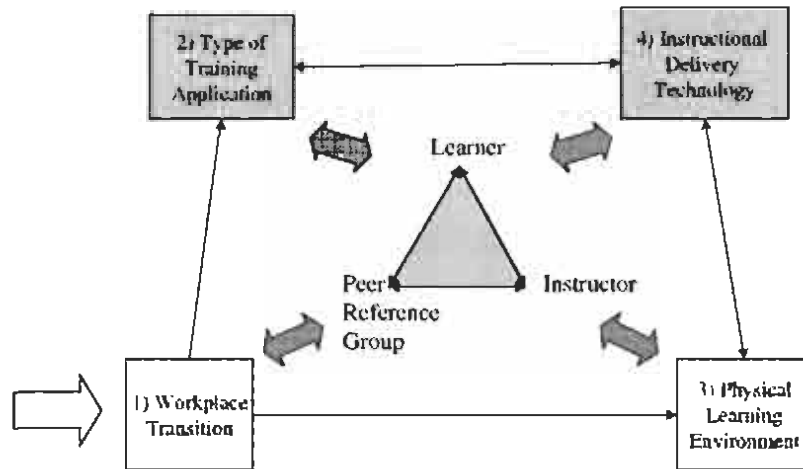 2) Type of
Training
Application
4) Instructional
Delivery
Technology
Learner
Peer
Reference
Group
Instructor
1) Workplace
Transition
3) Physical
Learning
Environment